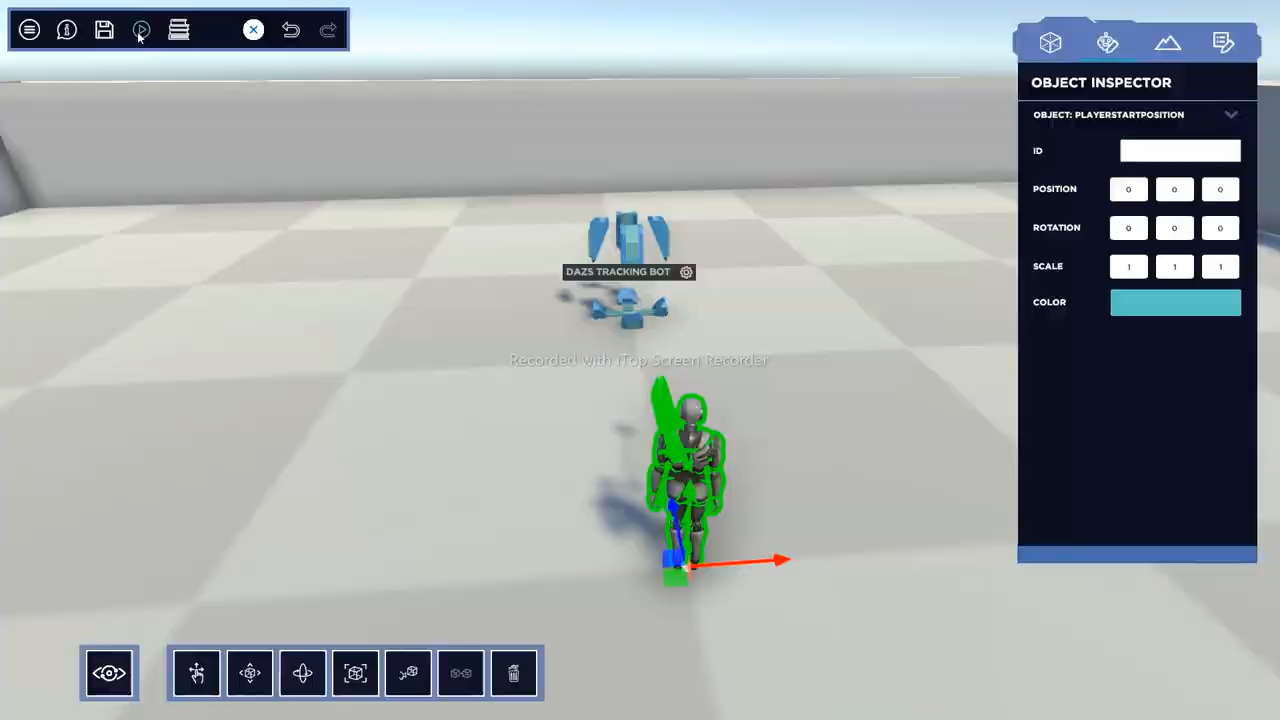 OBJECT INSPECTOR
OBJECT: PLAYERSTARTPOSITION
ID
POSITION 0 0 0
ROTATION 0 0 0
SCALE 1 1 1
COLOR
DAZS TRACKING BOT
Recorded with iTop Screen Recorder